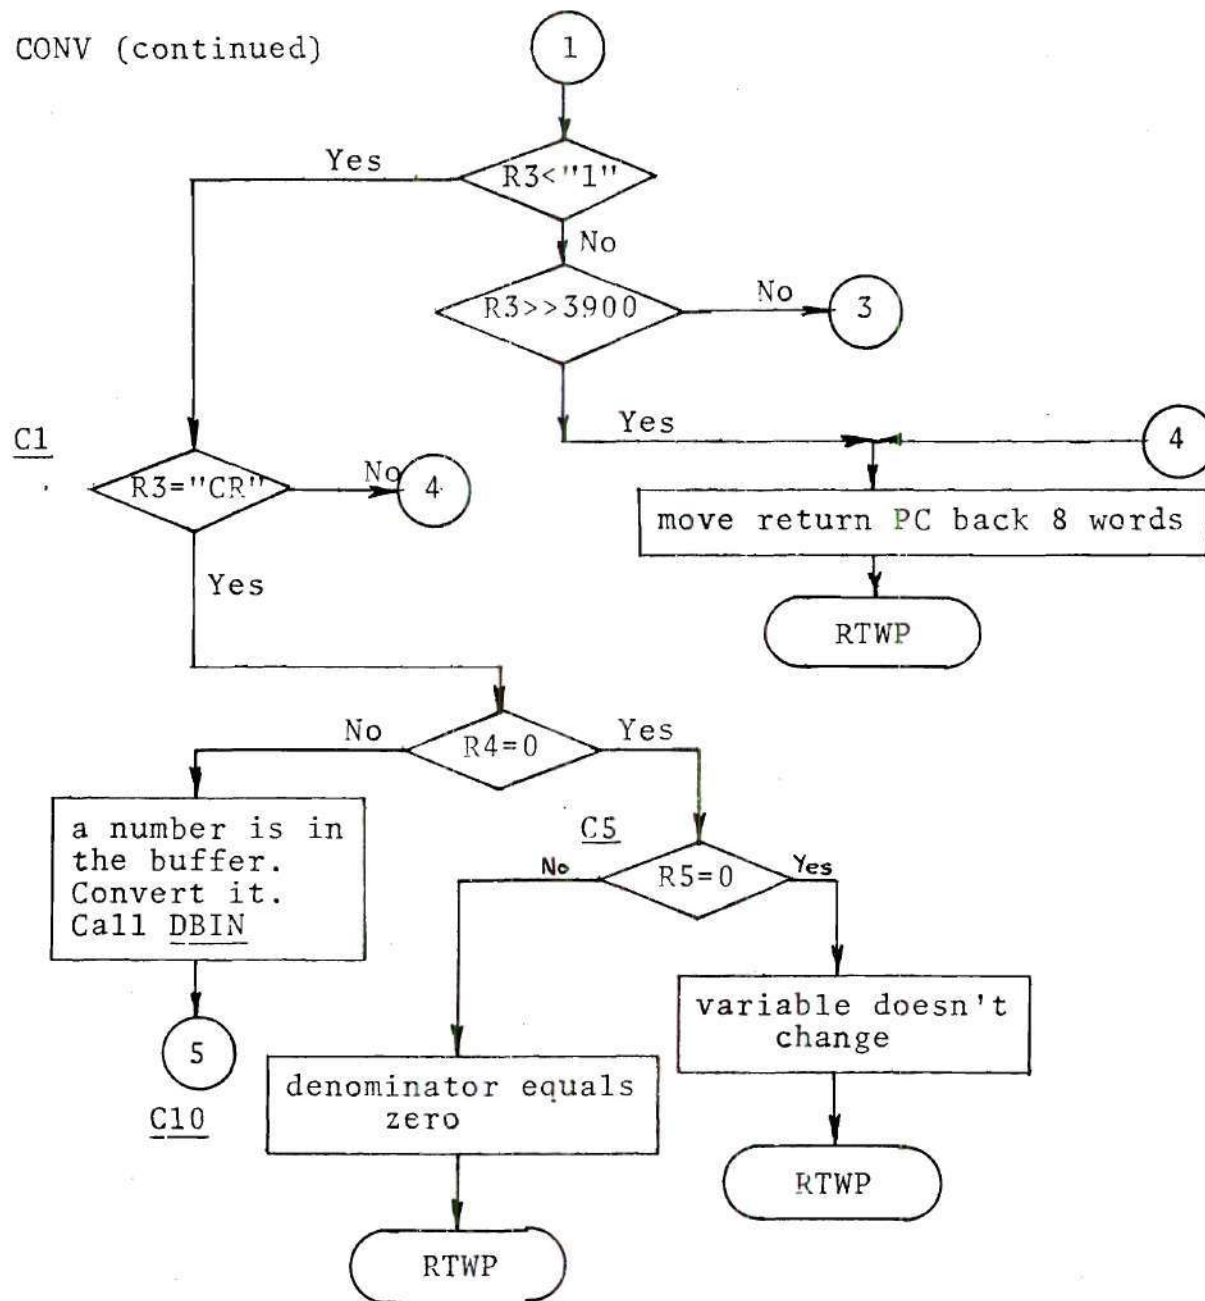 CONV (continued)
1
Yes
R3<"1"
No
R3>>3900
No
3
Yes
4
C1
R3="CR"
No
4
move return PC back 8 words
Yes
RTWP
No
R4=0
Yes
a number is in
the buffer.
Convert it.
Call DBIN
C5
No
R5=0
Yes
variable doesn't
change
5
C10
denominator equals
zero
RTWP
RTWP